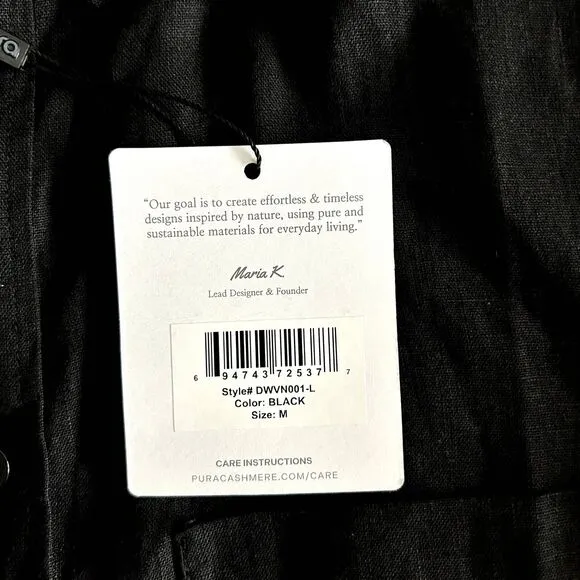 “Our goal is to create effortless & timeless
designs inspired by nature, using pure and
sustainable materials for everyday living.”
Maria K.
Lead Designer & Founder
6 94743 72537 7
Style# DWVN001-L
Color: BLACK
Size: M
CARE INSTRUCTIONS
PURACASHMERE.COM/CARE